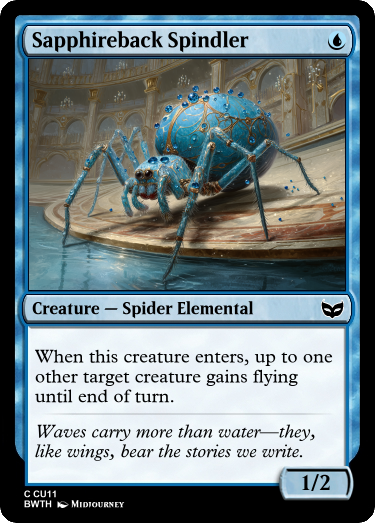 Sapphireback Spindler
Creature — Spider Elemental
When this creature enters, up to one
other target creature gains flying
until end of turn.
Waves carry more than water—they,
like wings, bear the stories we write.
1/2
C CU11
BWTH Midjourney